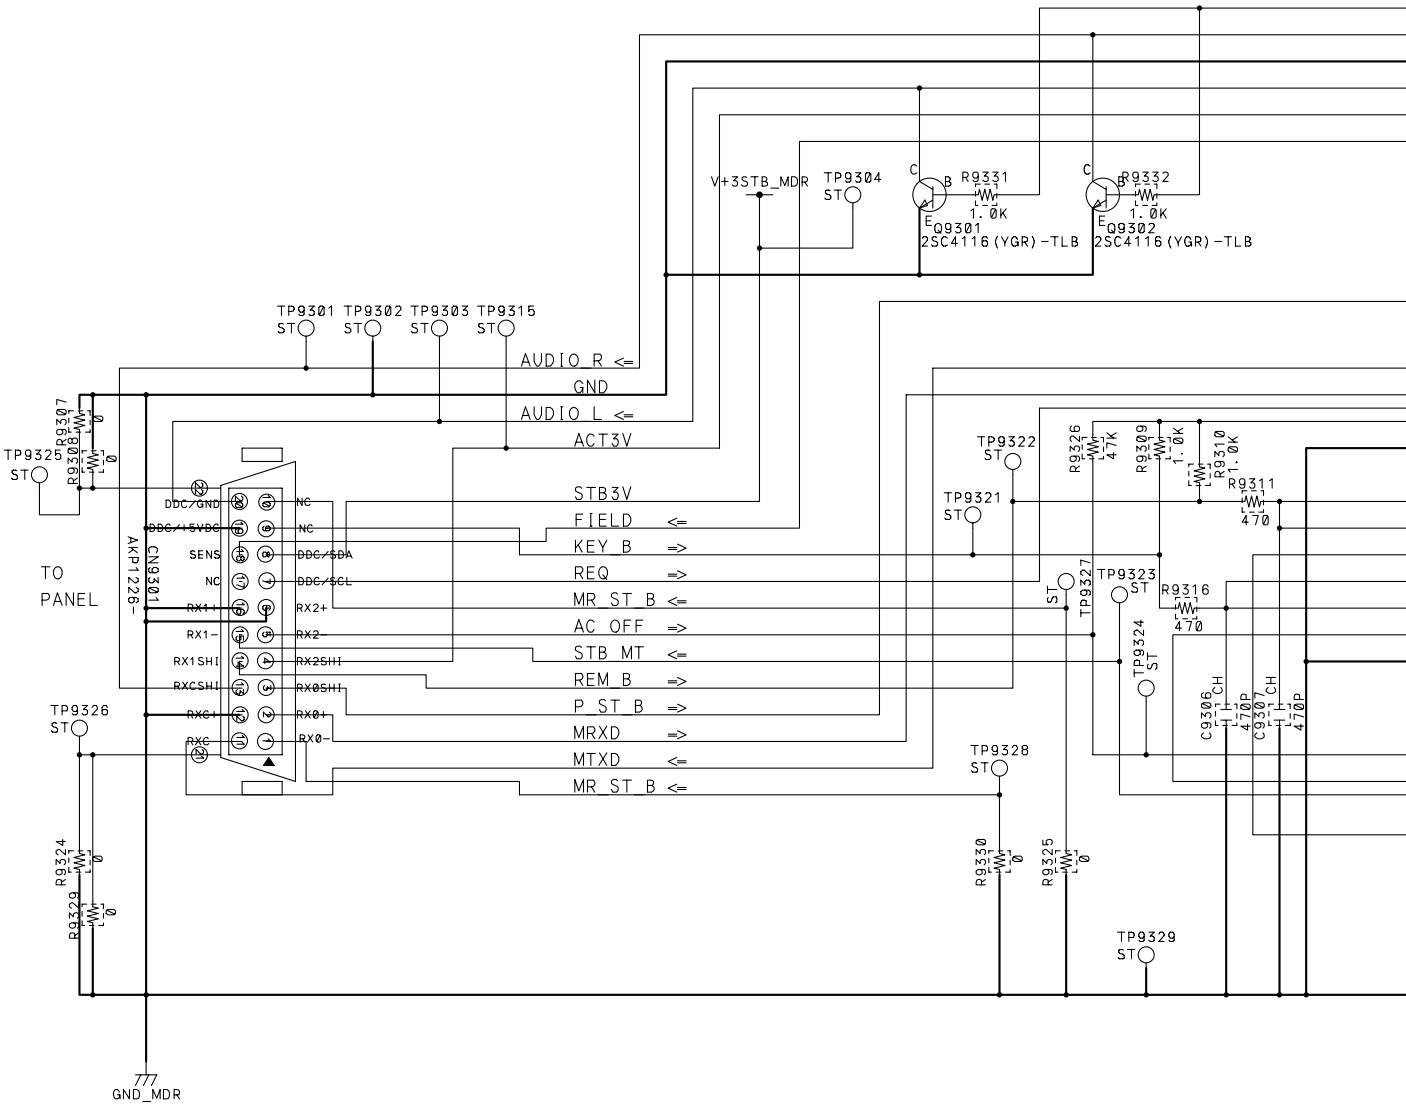 V+3STB_MDR
TP9304
ST
C
B
E
R9331
1.0K
Q9301
2SC4116(YGR)-TLB
C
B
E
R9332
1.0K
Q9302
2SC4116(YGR)-TLB
TP9301
ST
TP9302
ST
TP9303
ST
TP9315
ST
AUDIO_R <=
GND
AUDIO_L <=
ACT3V
STB3V
FIELD <=
KEY_B =>
REQ =>
MR_ST_B <=
AC_OFF =>
STB_MT <=
REM_B =>
P_ST_B =>
MRXD =>
MTXD <=
MR_ST_B <=
R9307
0
R9308
0
TP9325
ST
22
DDC/GND
20
10
NC
DDC/+5VDC
19
9
NC
SENS
18
8
DDC/SDA
NC
17
7
DDC/SCL
RX1+
16
6
RX2+
RX1-
15
5
RX2-
RX1SHI
14
4
RX2SHI
RXCSHI
13
3
RX0SHI
RXC+
12
2
RX0+
RXC
11
1
RX0-
21
CN9301
AKP1226-
TO
PANEL
TP9326
ST
R9324
0
R9329
0
GND_MDR
TP9322
ST
TP9321
ST
R9326
47K
R9309
1.0K
R9310
1.0K
R9311
470
TP9327
ST
TP9323
ST
R9316
470
TP9324
ST
C9306
CH
470P
C9307
CH
470P
TP9328
ST
R9330
0
R9325
0
TP9329
ST